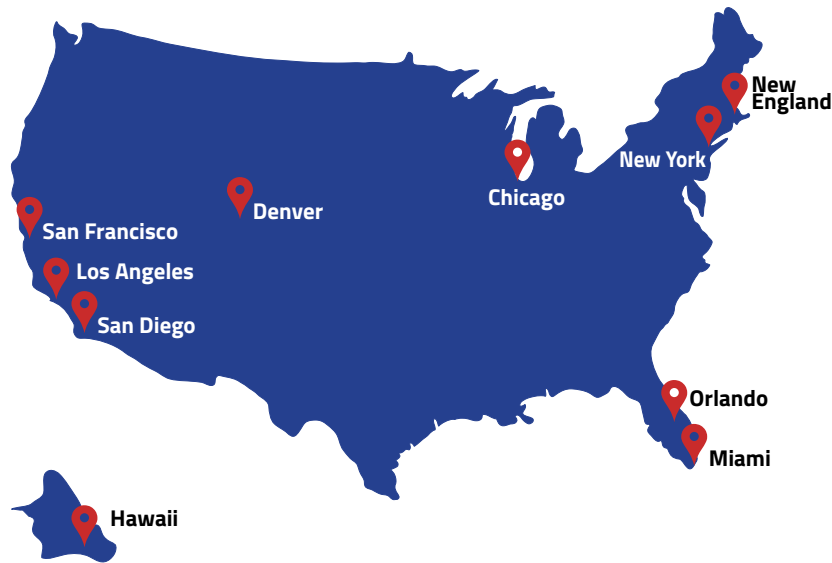 New
England
New York
Chicago
Denver
San Francisco
Los Angeles
San Diego
Orlando
Miami
Hawaii